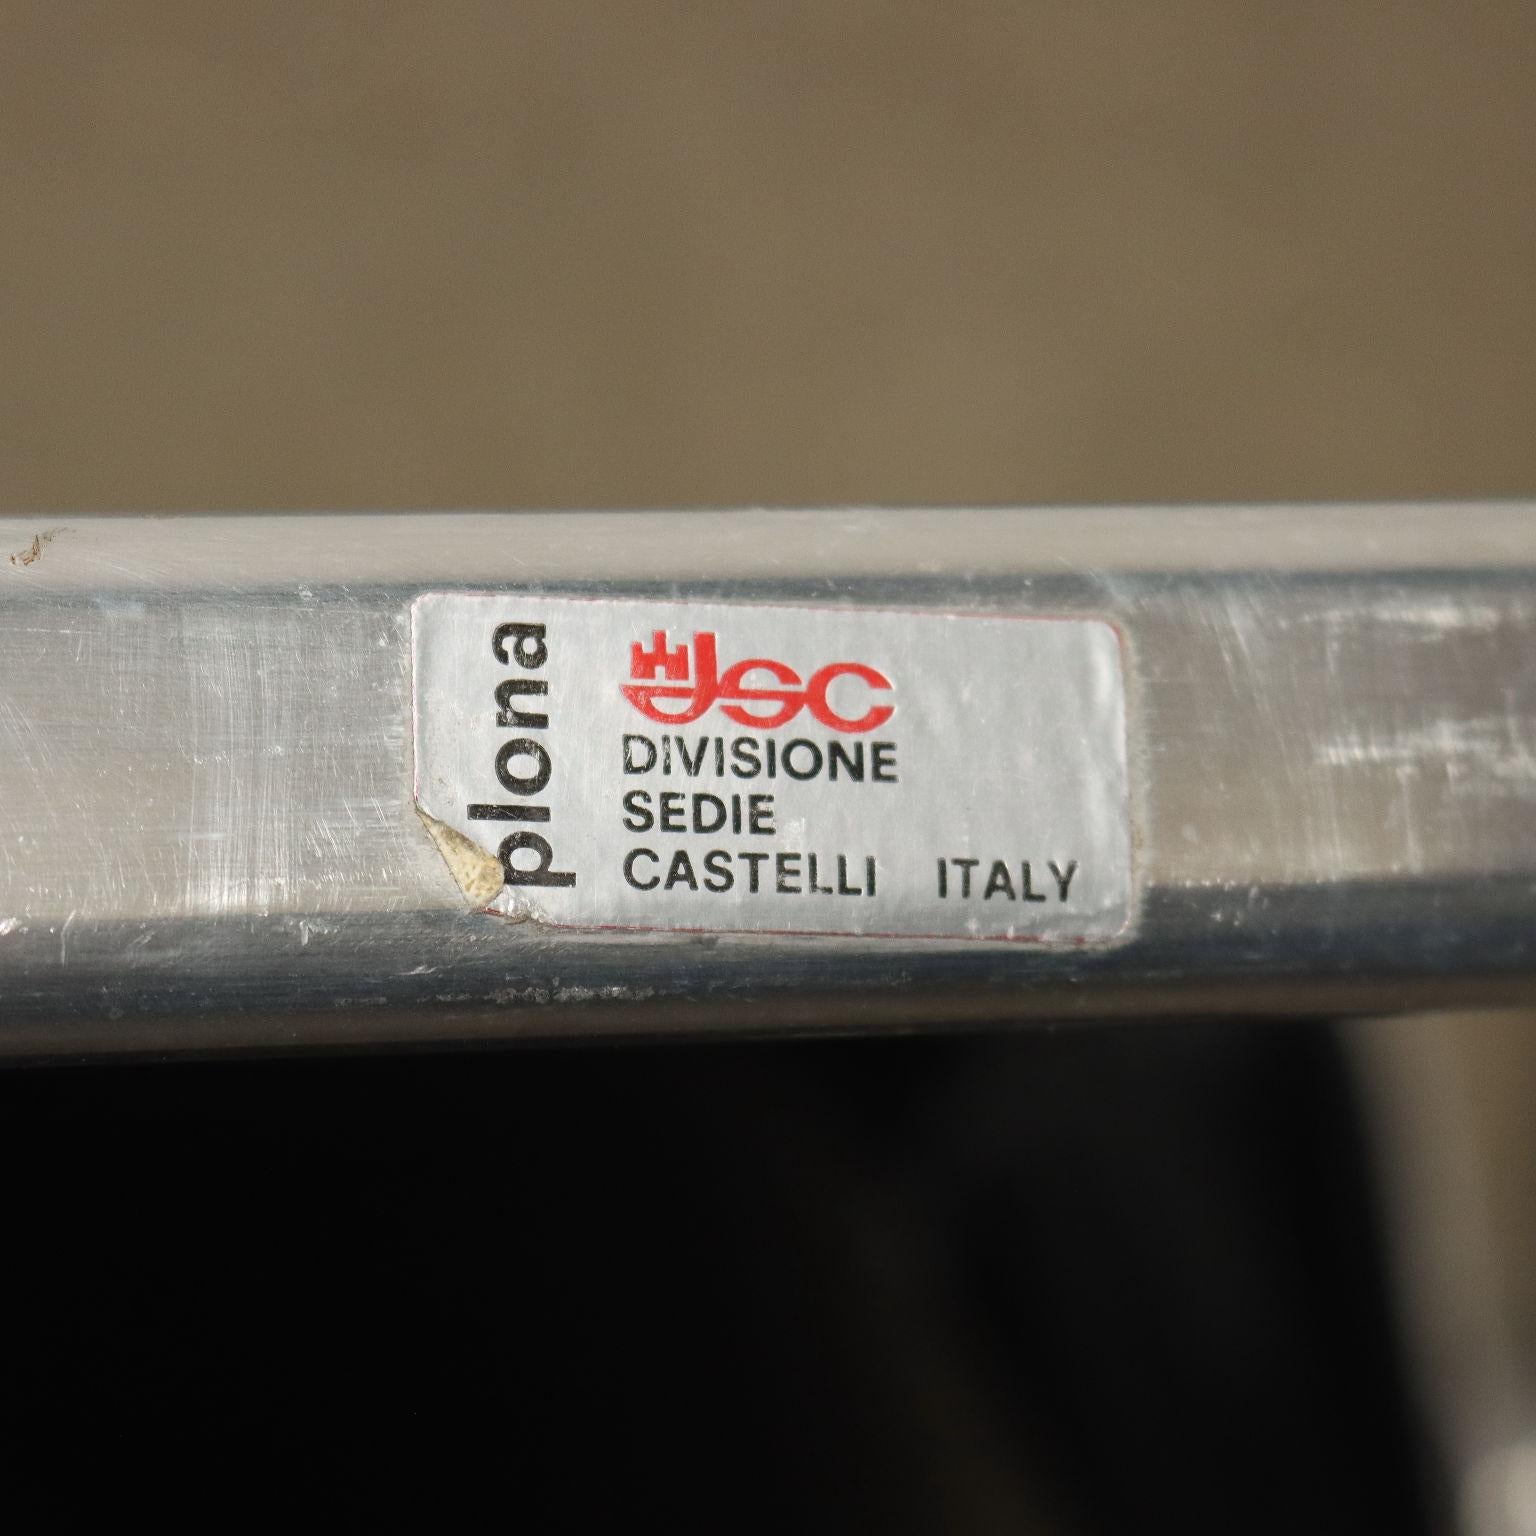 plona
DSC
DIVISIONE
SEDIE
CASTELLI ITALY